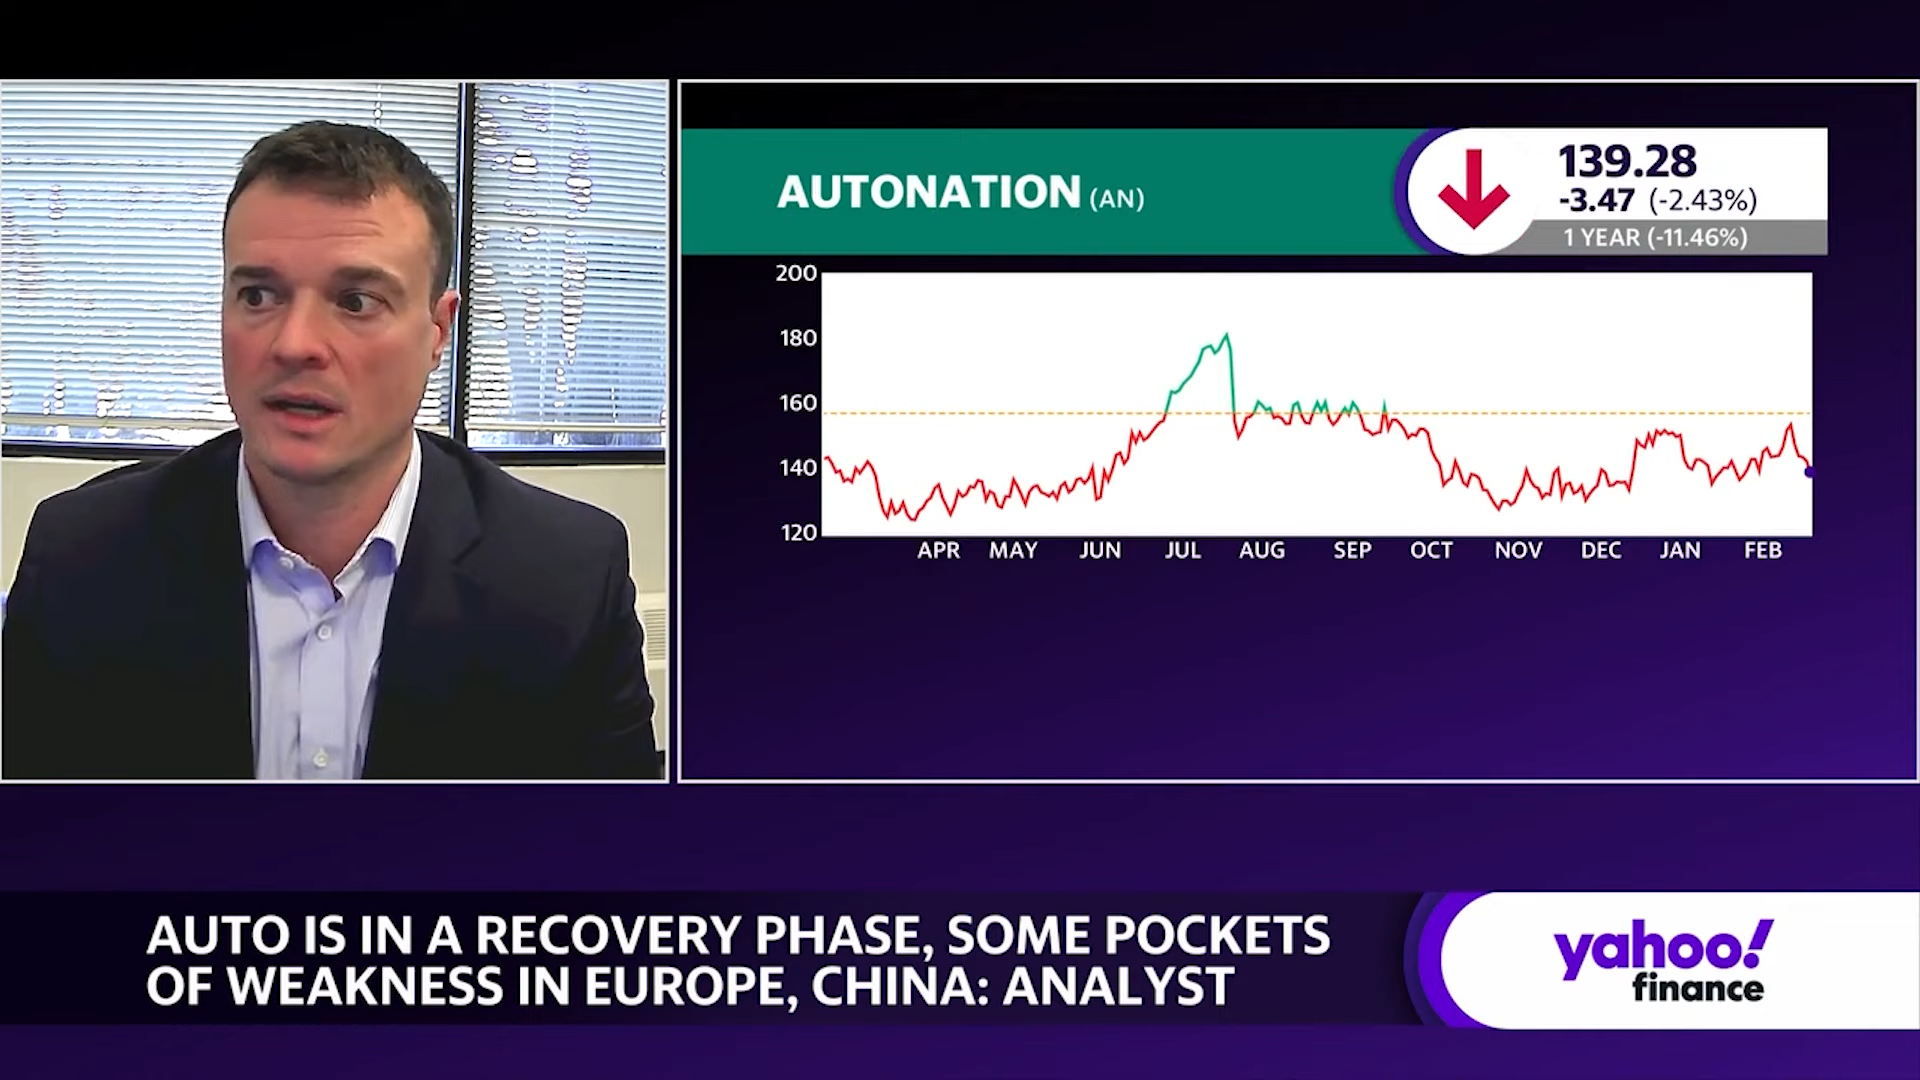 AUTONATION (AN)
139.28
-3.47 (-2.43%)
1 YEAR (-11.46%)
200
180
160
140
120
APR MAY JUN JUL AUG SEP OCT NOV DEC JAN FEB
AUTO IS IN A RECOVERY PHASE, SOME POCKETS
OF WEAKNESS IN EUROPE, CHINA: ANALYST
yahoo!
finance